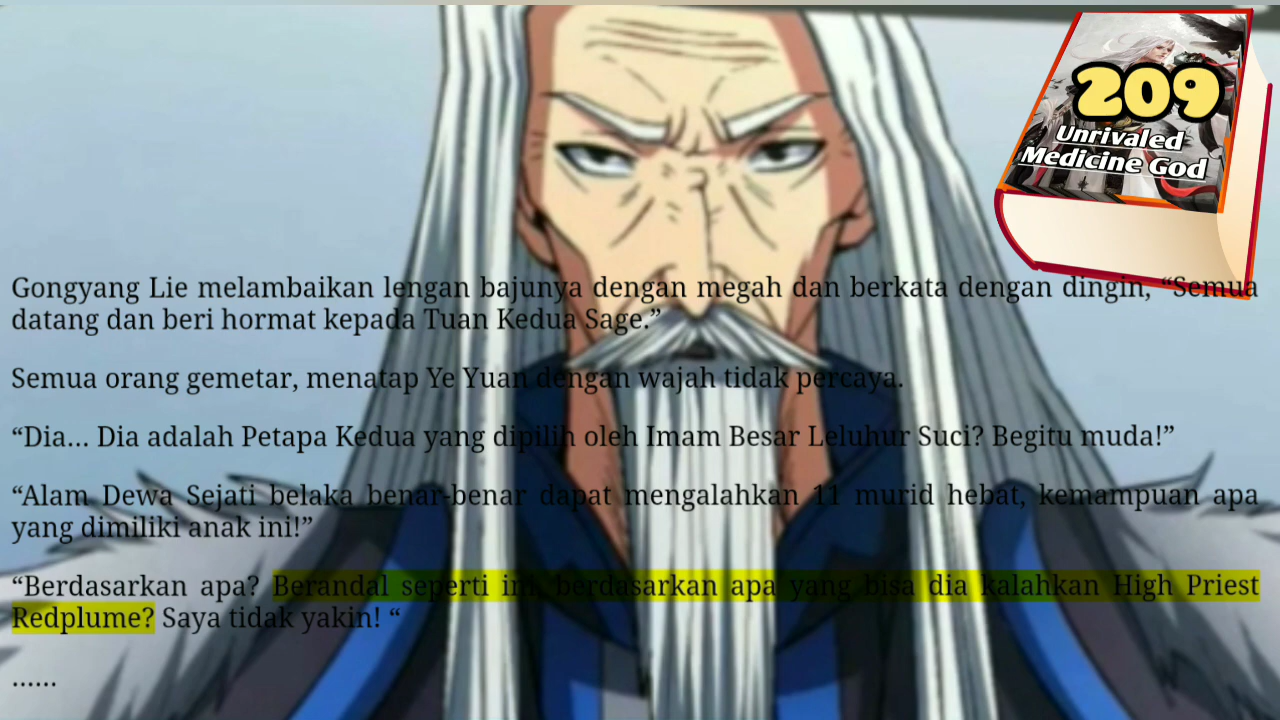 209
Unrivaled
Medicine God
Gongyang Lie melambaikan lengan bajunya dengan megah dan berkata dengan dingin, “Semua
datang dan beri hormat kepada Tuan Kedua Sage.”
Semua orang gemetar, menatap Ye Yuan dengan wajah tidak percaya.
“Dia... Dia adalah Petapa Kedua yang dipilih oleh Imam Besar Leluhur Suci? Begitu muda!”
“Alam Dewa Sejati belaka benar-benar dapat mengalahkan 11 murid hebat, kemampuan apa
yang dimiliki anak ini!”
“Berdasarkan apa? Berandal seperti ini, berdasarkan apa yang bisa dia kalahkan High Priest
Redplume? Saya tidak yakin! “
......